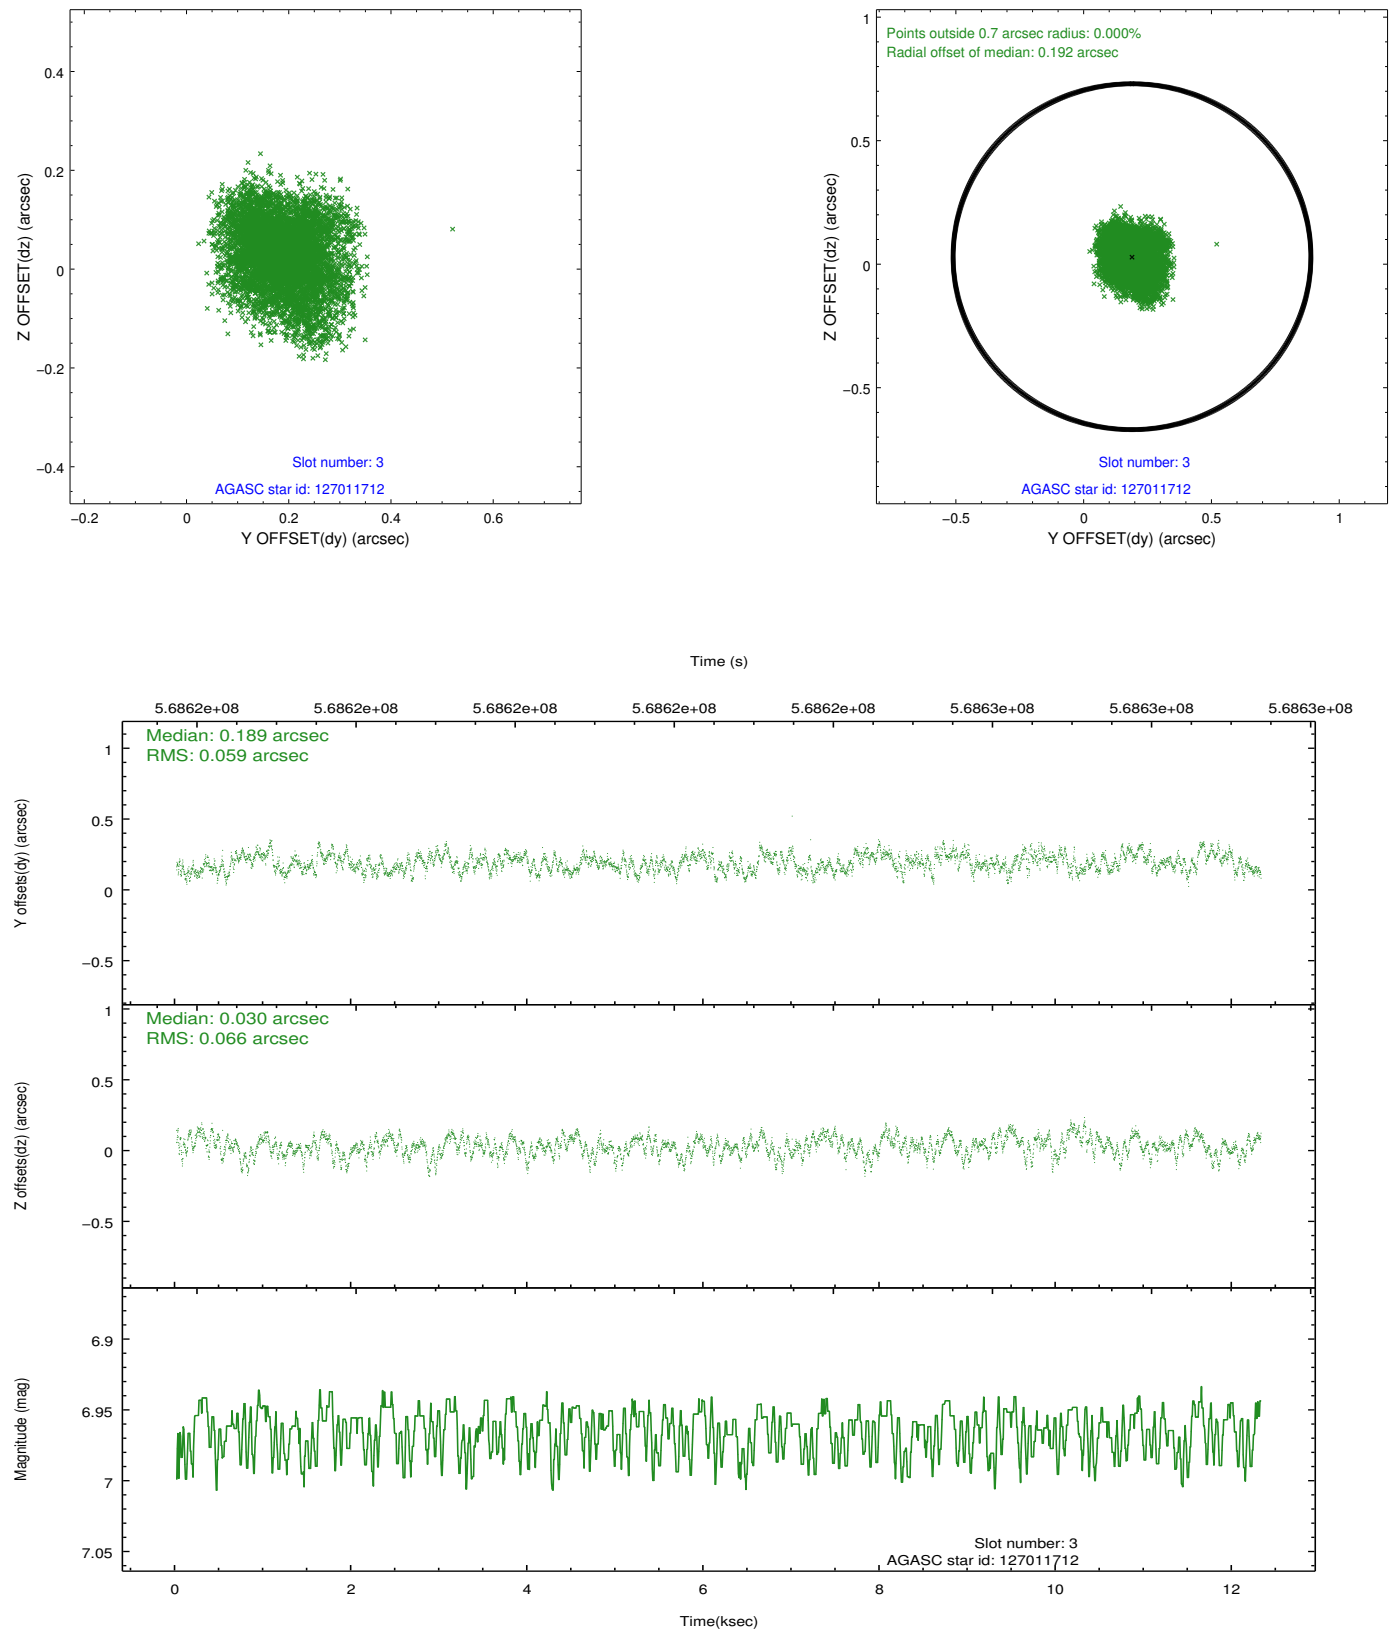 0.4
0.2
0
−0.2
−0.4
Z OFFSET(dz) (arcsec)
Slot number: 3
AGASC star id: 127011712
−0.2 0 0.2 0.4 0.6
Y OFFSET(dy) (arcsec)
Points outside 0.7 arcsec radius: 0.000%
Radial offset of median: 0.192 arcsec
1
0.5
0
−0.5
Z OFFSET(dz) (arcsec)
Slot number: 3
AGASC star id: 127011712
−0.5 0 0.5 1
Y OFFSET(dy) (arcsec)
Time (s)
5.6862e+08 5.6862e+08 5.6862e+08 5.6862e+08 5.6862e+08 5.6863e+08 5.6863e+08 5.6863e+08
Median: 0.189 arcsec
RMS: 0.059 arcsec
1
0.5
0
−0.5
Y offsets(dy) (arcsec)
Median: 0.030 arcsec
RMS: 0.066 arcsec
1
0.5
0
−0.5
Z offsets(dz) (arcsec)
6.9
6.95
7
7.05
Magnitude (mag)
Slot number: 3
AGASC star id: 127011712
0 2 4 6 8 10 12
Time(ksec)